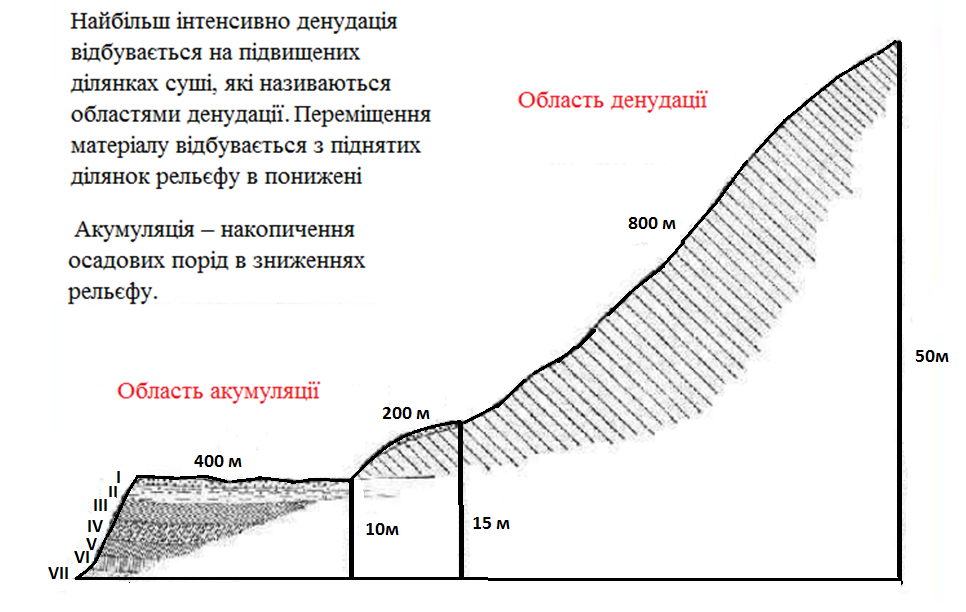 Найбільш інтенсивно денудація
відбувається на підвищених
ділянках суші, які називаються
областями денудації. Переміщення
матеріалу відбувається з піднятих
ділянок рельєфу в понижені
Акумуляція – накопичення
осадових порід в зниженнях
рельєфу.
Область денудації
800 м
50м
Область акумуляції
200 м
400 м
I
II
III
IV
V
VI
VII
10м
15 м